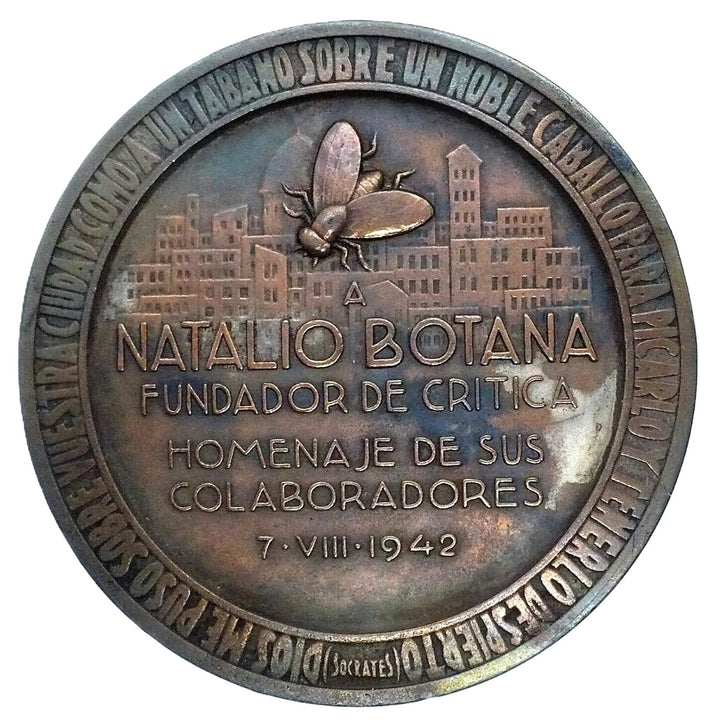 DIOS ME PUSO SOBRE VUESTRA CIUDAD COMO A UN TABANO SOBRE UN NOBLE CABALLO PARA PICARLO Y TENERLO DESPIERTO
(SOCRATES)
A
NATALIO BOTANA
FUNDADOR DE CRITICA
HOMENAJE DE SUS
COLABORADORES
7·VIII·1942